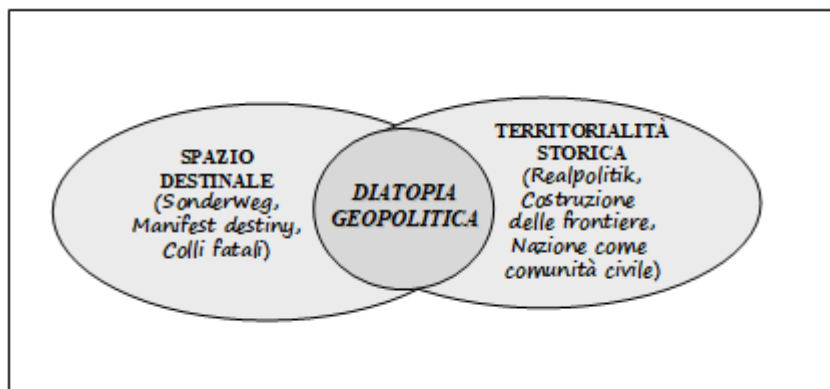 SPAZIO
DESTINALE
(Sonderweg,
Manifest destiny,
Colli fatali)
DIATOPIA
GEOPOLITICA
TERRITORIALITÀ
STORICA
(Realpolitik,
Costruzione
delle frontiere,
Nazione come
comunità civile)